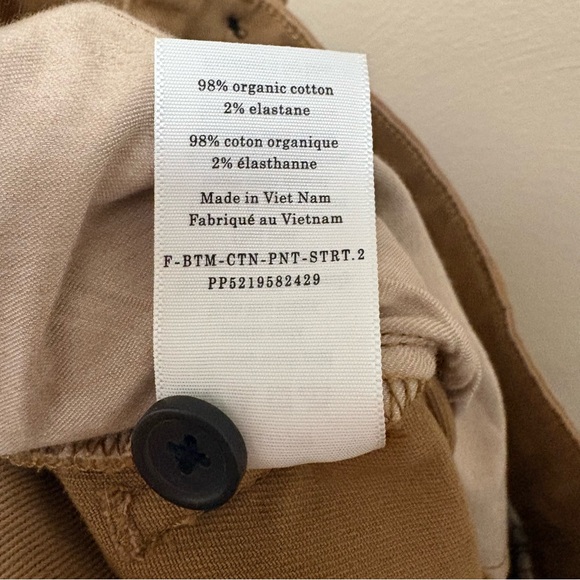 98% organic cotton
2% elastane
98% coton organique
2% élasthanne
Made in Viet Nam
Fabriqué au Vietnam
F-BTM-CTN-PNT-STRT.2
PP5219582429